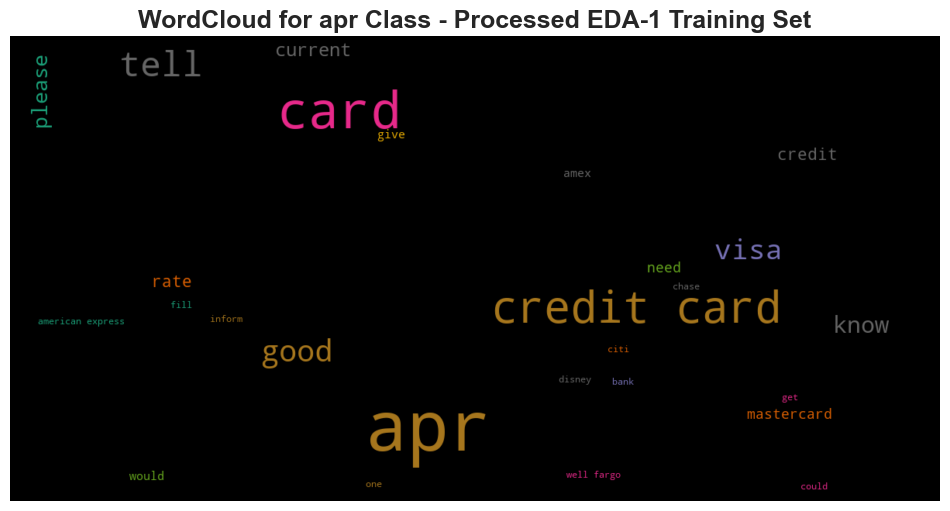 WordCloud for apr Class - Processed EDA-1 Training Set
please
tell
current
card
give
credit
amex
visa
need
rate
chase
fill
credit card
american express
inform
know
good
citi
disney
bank
get
mastercard
apr
would
well fargo
one
could